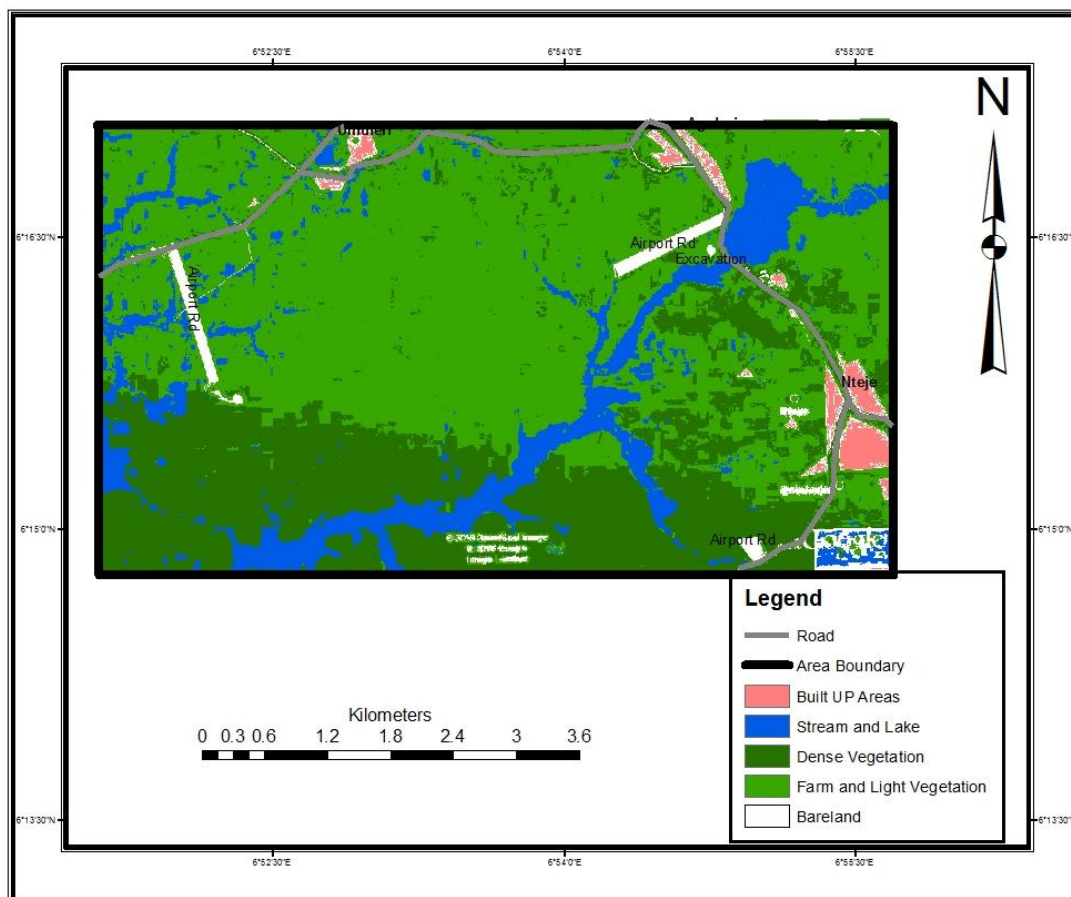 6°52'30"E
6°54'0"E
6°55'30"E
N
6°16'30"N
6°16'30"N
Airport Rd
Excavation
Airport Rd
Nteje
6°15'0"N
6°15'0"N
Airport Rd
Legend
Road
Area Boundary
Built UP Areas
Stream and Lake
Dense Vegetation
Farm and Light Vegetation
Bareland
Kilometers
0 0.3 0.6 1.2 1.8 2.4 3 3.6
6°13'30"N
6°13'30"N
6°52'30"E
6°54'0"E
6°55'30"E